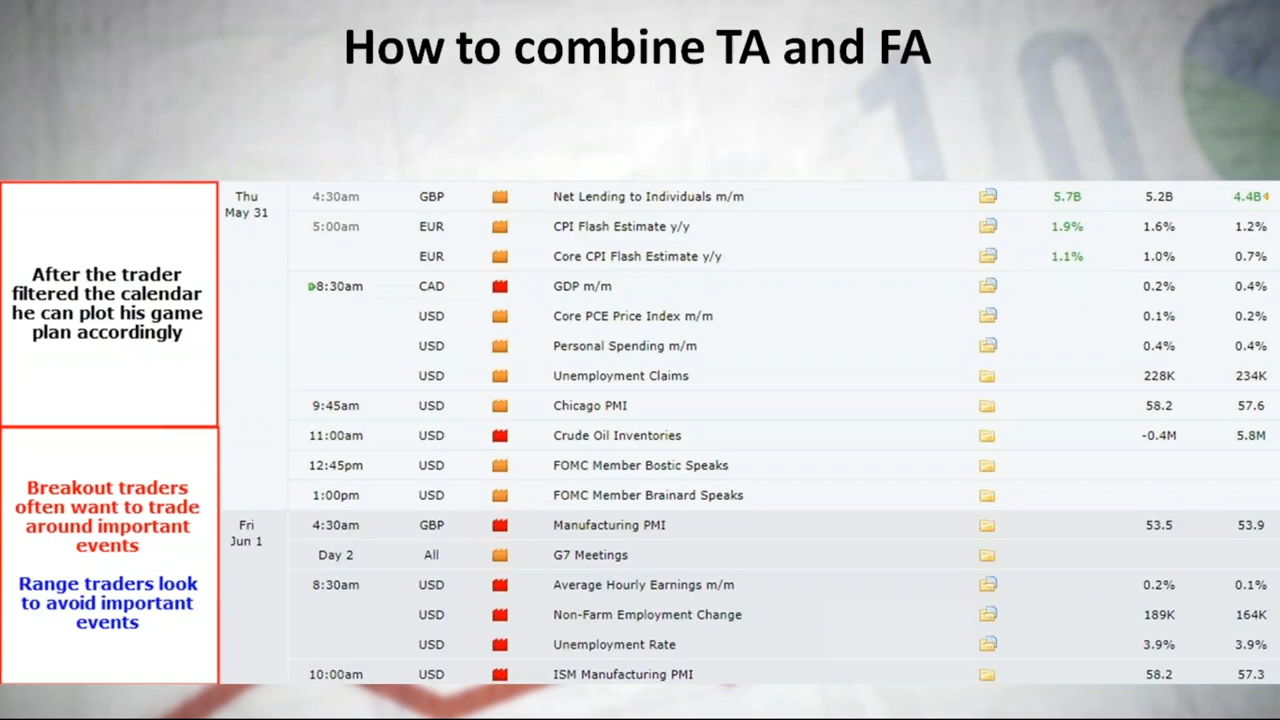 How to combine TA and FA
After the trader
filtered the calendar
he can plot his game
plan accordingly
Breakout traders
often want to trade
around important
events
Range traders look
to avoid important
events
Thu
May 31
4:30am GBP Net Lending to Individuals m/m 5.7B 5.2B 4.4B
5:00am EUR CPI Flash Estimate y/y 1.9% 1.6% 1.2%
EUR Core CPI Flash Estimate y/y 1.1% 1.0% 0.7%
8:30am CAD GDP m/m 0.2% 0.4%
USD Core PCE Price Index m/m 0.1% 0.2%
USD Personal Spending m/m 0.4% 0.4%
USD Unemployment Claims 228K 234K
9:45am USD Chicago PMI 58.2 57.6
11:00am USD Crude Oil Inventories -0.4M 5.8M
12:45pm USD FOMC Member Bostic Speaks
1:00pm USD FOMC Member Brainard Speaks
Fri
Jun 1
4:30am GBP Manufacturing PMI 53.5 53.9
Day 2 All G7 Meetings
8:30am USD Average Hourly Earnings m/m 0.2% 0.1%
USD Non-Farm Employment Change 189K 164K
USD Unemployment Rate 3.9% 3.9%
10:00am USD ISM Manufacturing PMI 58.2 57.3
10